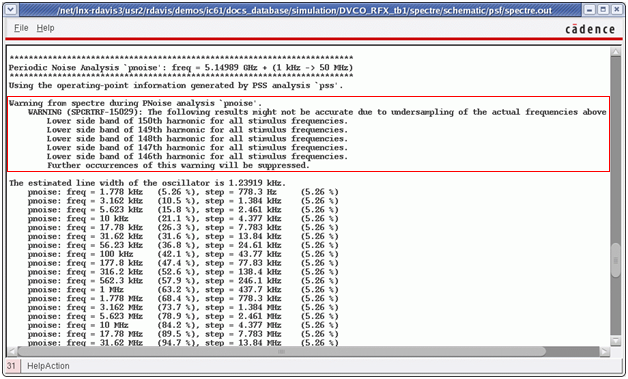 /net/lnx-rdavis3/usr2/rdavis/demos/ic61/docs_database/simulation/DVCO_RFX_tb1/spectre/schematic/psf/spectre.out
File Help
cādence
******************************************************************
Periodic Noise Analysis `pnoise': freq = 5.14989 GHz + (1 kHz -> 50 MHz)
******************************************************************
Using the operating-point information generated by PSS analysis `pss'.
Warning from spectre during PNoise analysis `pnoise'.
WARNING (SPCRTRF-15029): The following results might not be accurate due to undersampling of the actual frequencies above
Lower side band of 150th harmonic for all stimulus frequencies.
Lower side band of 149th harmonic for all stimulus frequencies.
Lower side band of 148th harmonic for all stimulus frequencies.
Lower side band of 147th harmonic for all stimulus frequencies.
Lower side band of 146th harmonic for all stimulus frequencies.
Further occurrences of this warning will be suppressed.
The estimated line width of the oscillator is 1.23919 kHz.
pnoise: freq = 1.778 kHz (5.26 %), step = 778.3 Hz (5.26 %)
pnoise: freq = 3.162 kHz (10.5 %), step = 1.384 kHz (5.26 %)
pnoise: freq = 5.623 kHz (15.8 %), step = 2.461 kHz (5.26 %)
pnoise: freq = 10 kHz (21.1 %), step = 4.377 kHz (5.26 %)
pnoise: freq = 17.78 kHz (26.3 %), step = 7.783 kHz (5.26 %)
pnoise: freq = 31.62 kHz (31.6 %), step = 13.84 kHz (5.26 %)
pnoise: freq = 56.23 kHz (36.8 %), step = 24.61 kHz (5.26 %)
pnoise: freq = 100 kHz (42.1 %), step = 43.77 kHz (5.26 %)
pnoise: freq = 177.8 kHz (47.4 %), step = 77.83 kHz (5.26 %)
pnoise: freq = 316.2 kHz (52.6 %), step = 138.4 kHz (5.26 %)
pnoise: freq = 562.3 kHz (57.9 %), step = 246.1 kHz (5.26 %)
pnoise: freq = 1 MHz (63.2 %), step = 437.7 kHz (5.26 %)
pnoise: freq = 1.778 MHz (68.4 %), step = 778.3 kHz (5.26 %)
pnoise: freq = 3.162 MHz (73.7 %), step = 1.384 MHz (5.26 %)
pnoise: freq = 5.623 MHz (78.9 %), step = 2.461 MHz (5.26 %)
pnoise: freq = 10 MHz (84.2 %), step = 4.377 MHz (5.26 %)
pnoise: freq = 17.78 MHz (89.5 %), step = 7.783 MHz (5.26 %)
pnoise: freq = 31.62 MHz (94.7 %), step = 13.84 MHz (5.26 %)
31 HelpAction